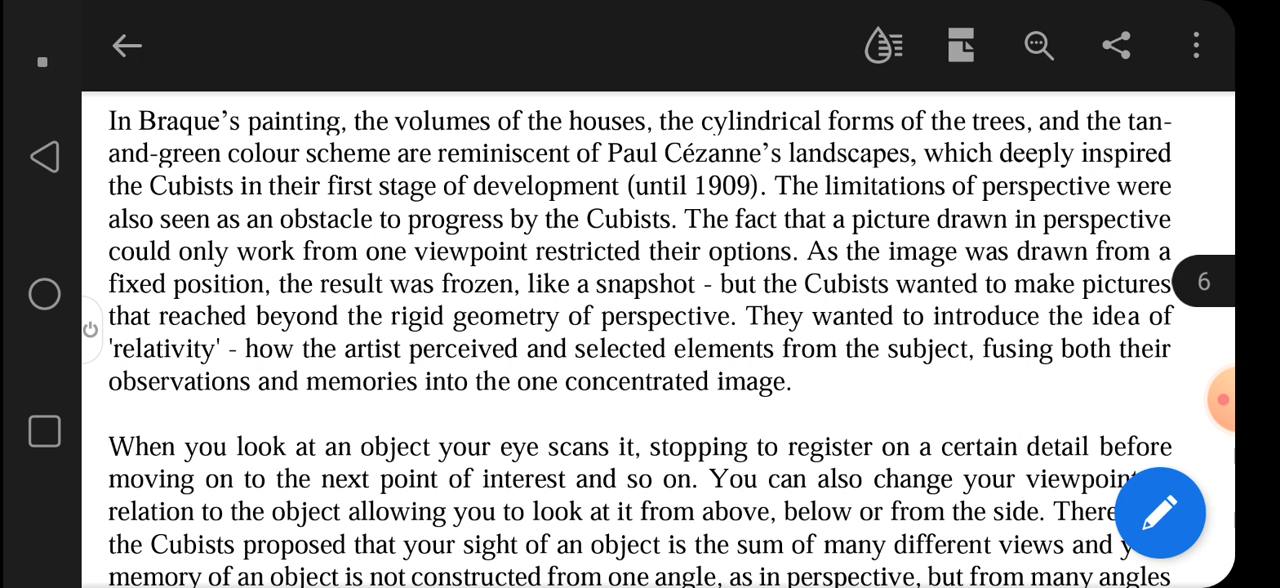 In Braque’s painting, the volumes of the houses, the cylindrical forms of the trees, and the tan-
and-green colour scheme are reminiscent of Paul Cézanne’s landscapes, which deeply inspired
the Cubists in their first stage of development (until 1909). The limitations of perspective were
also seen as an obstacle to progress by the Cubists. The fact that a picture drawn in perspective
could only work from one viewpoint restricted their options. As the image was drawn from a
fixed position, the result was frozen, like a snapshot - but the Cubists wanted to make pictures
6
that reached beyond the rigid geometry of perspective. They wanted to introduce the idea of
'relativity' - how the artist perceived and selected elements from the subject, fusing both their
observations and memories into the one concentrated image.
When you look at an object your eye scans it, stopping to register on a certain detail before
moving on to the next point of interest and so on. You can also change your viewpoint
relation to the object allowing you to look at it from above, below or from the side. There
the Cubists proposed that your sight of an object is the sum of many different views and
memory of an object is not constructed from one angle, as in perspective, but from many angles